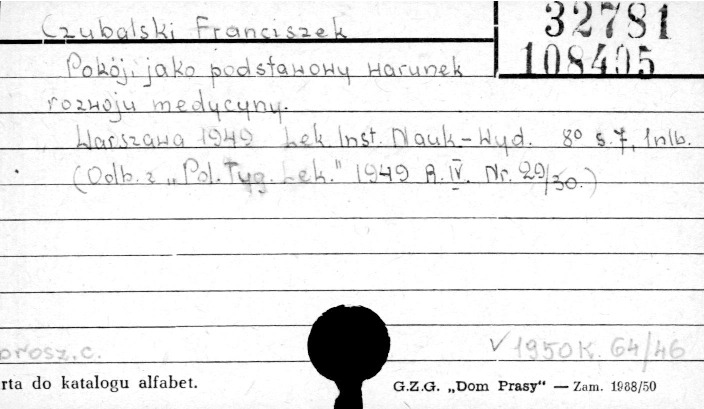 Czubalski Franciszek
32781
108405
Pokój, jako podstawowy warunek
rozwoju medycyny.
Warszawa 1949 Lek. Inst. Nauk-Wyd. 8° s. 7, 1nlb.
(Odb. z „Pol. Tyg. Lek." 1949 R. IV. Nr. 29/30.)
brosz. c.
√ 1950 K. 64/46
rta do katalogu alfabet.
G.Z.G. „Dom Prasy" — Zam. 1988/50